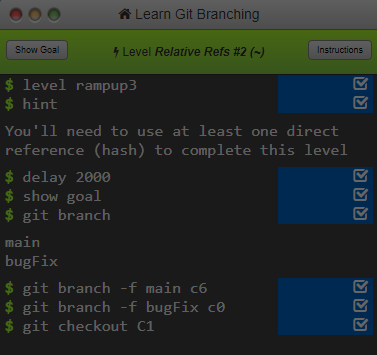 Learn Git Branching
Show Goal
Level Relative Refs #2 (~)
Instructions
$ level rampup3
$ hint
You'll need to use at least one direct
reference (hash) to complete this level
$ delay 2000
$ show goal
$ git branch
main
bugFix
$ git branch -f main c6
$ git branch -f bugFix c0
$ git checkout C1